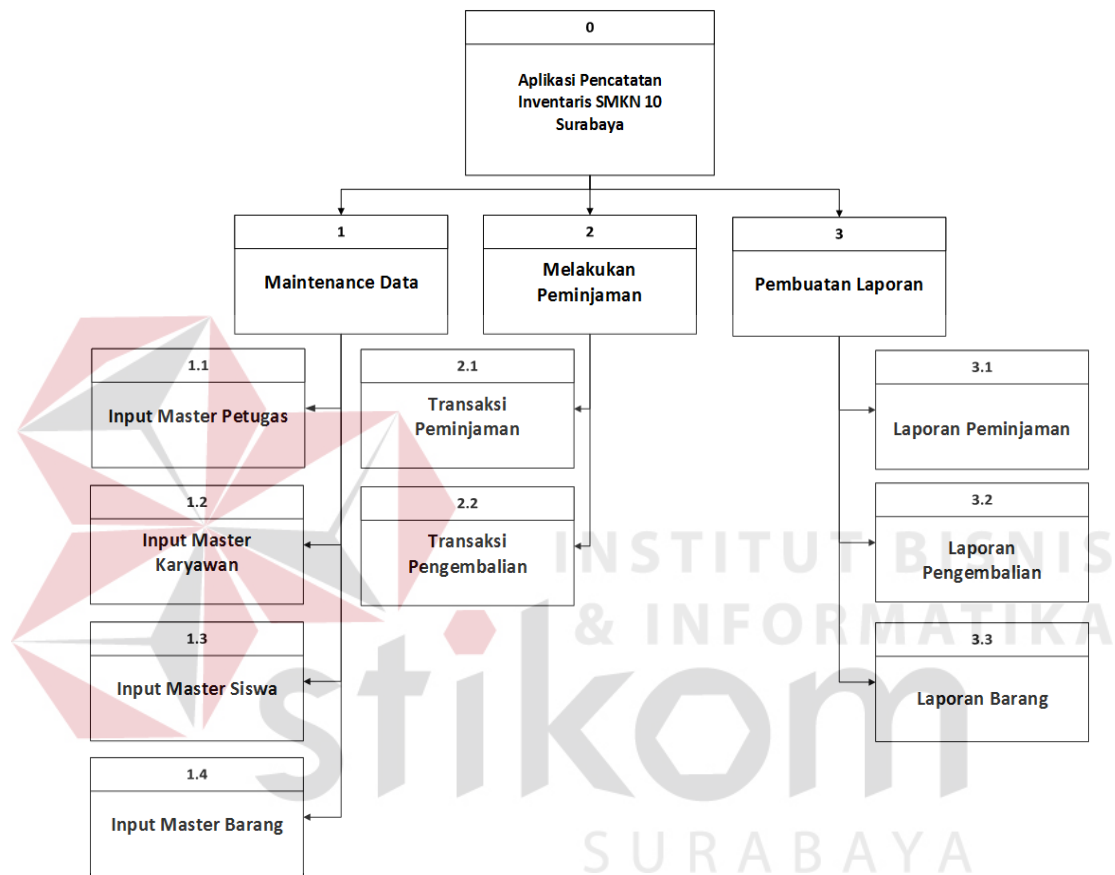 0
Aplikasi Pencatatan
Inventaris SMKN 10
Surabaya
1
Maintenance Data
2
Melakukan
Peminjaman
3
Pembuatan Laporan
1.1
Input Master Petugas
1.2
Input Master
Karyawan
1.3
Input Master Siswa
1.4
Input Master Barang
2.1
Transaksi
Peminjaman
2.2
Transaksi
Pengembalian
3.1
Laporan Peminjaman
3.2
Laporan
Pengembalian
3.3
Laporan Barang
INSTITUT BISNIS
& INFORMATIKA
stikom
SURABAYA